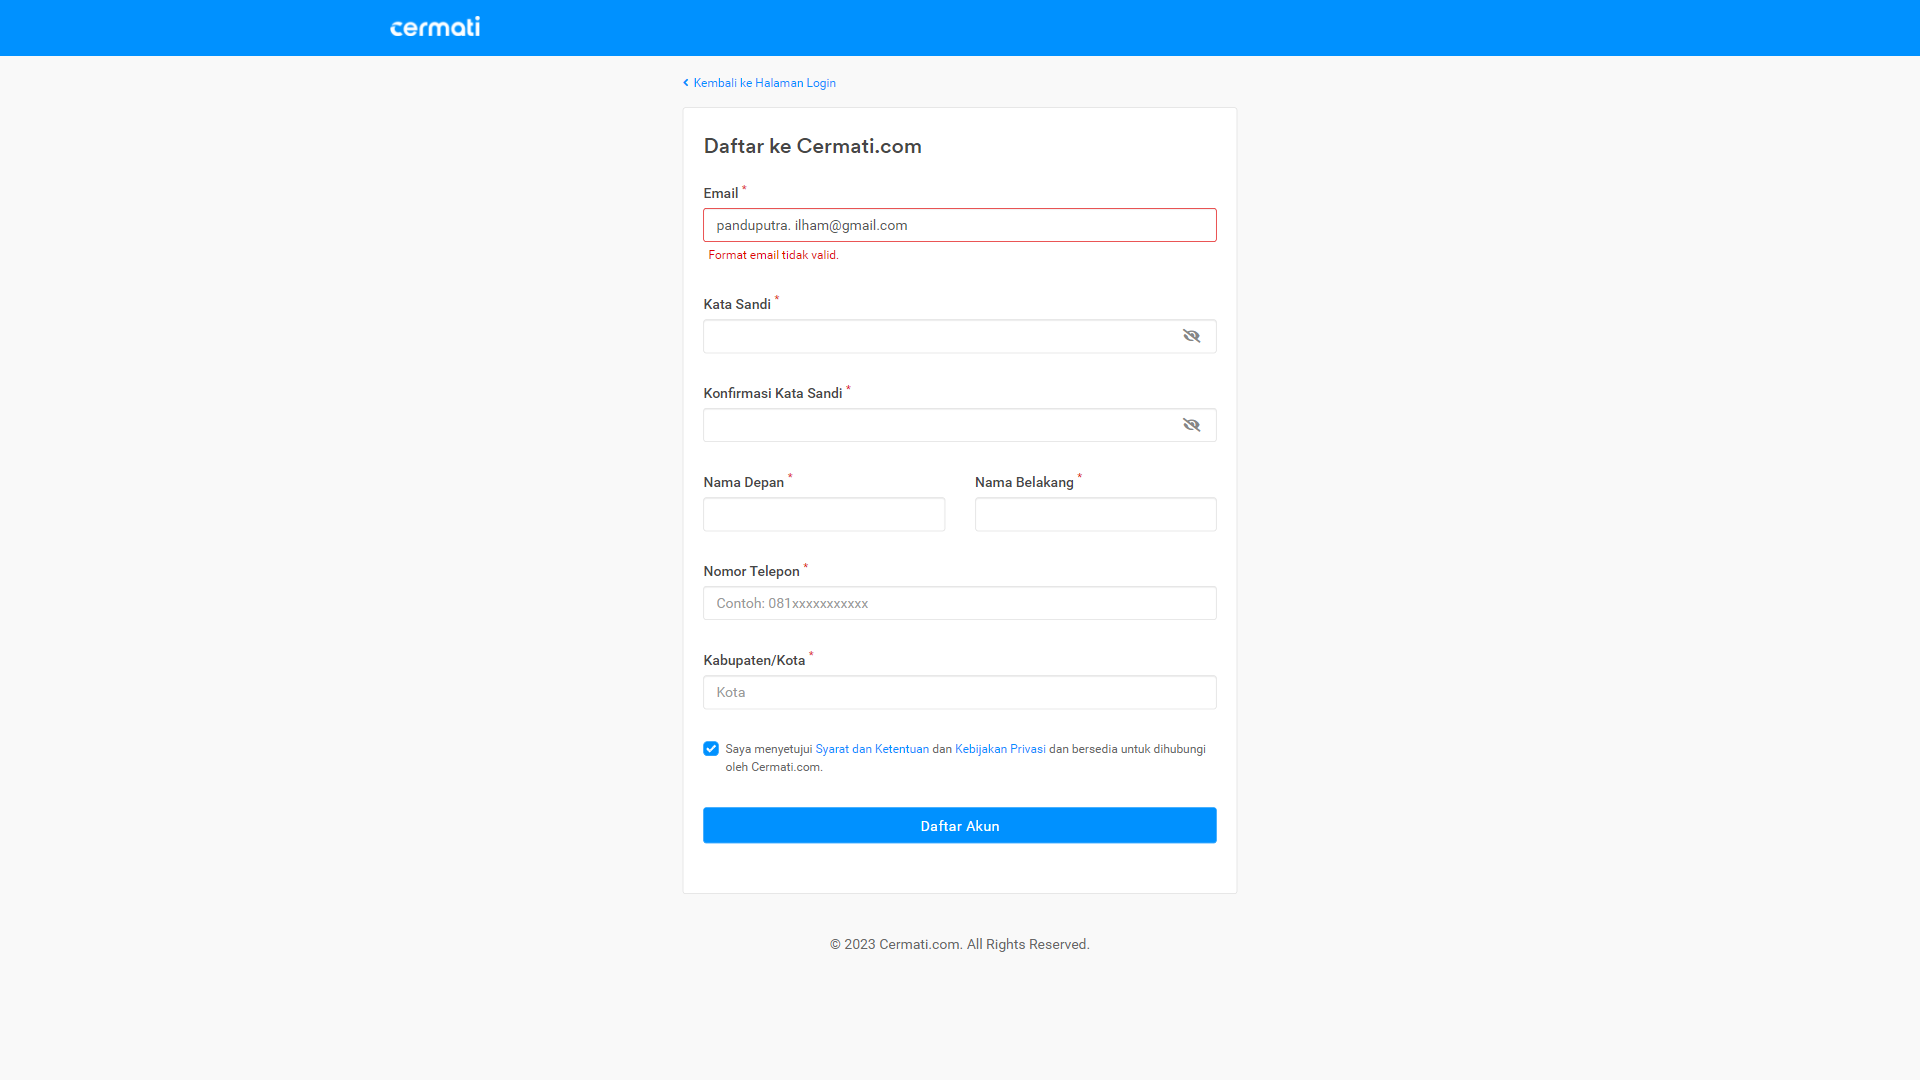 cermati
Kembali ke Halaman Login
Daftar ke Cermati.com
Email *
panduputra. ilham@gmail.com
Format email tidak valid.
Kata Sandi *
Konfirmasi Kata Sandi *
Nama Depan *
Nama Belakang *
Nomor Telepon *
Contoh: 081xxxxxxxxxxx
Kabupaten/Kota *
Kota
Saya menyetujui Syarat dan Ketentuan dan Kebijakan Privasi dan bersedia untuk dihubungi
oleh Cermati.com.
Daftar Akun
© 2023 Cermati.com. All Rights Reserved.